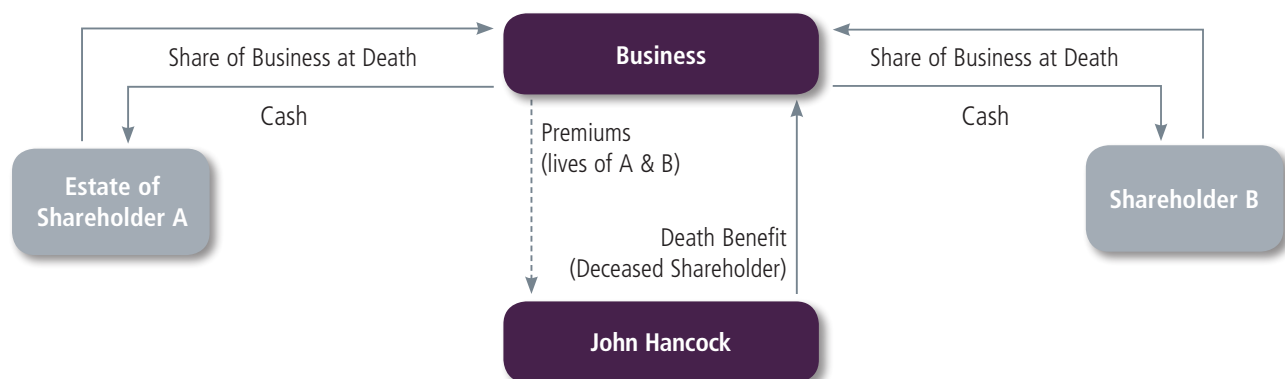 Business
Share of Business at Death
Cash
Share of Business at Death
Cash
Premiums
(lives of A & B)
Estate of
Shareholder A
Shareholder B
Death Benefit
(Deceased Shareholder)
John Hancock